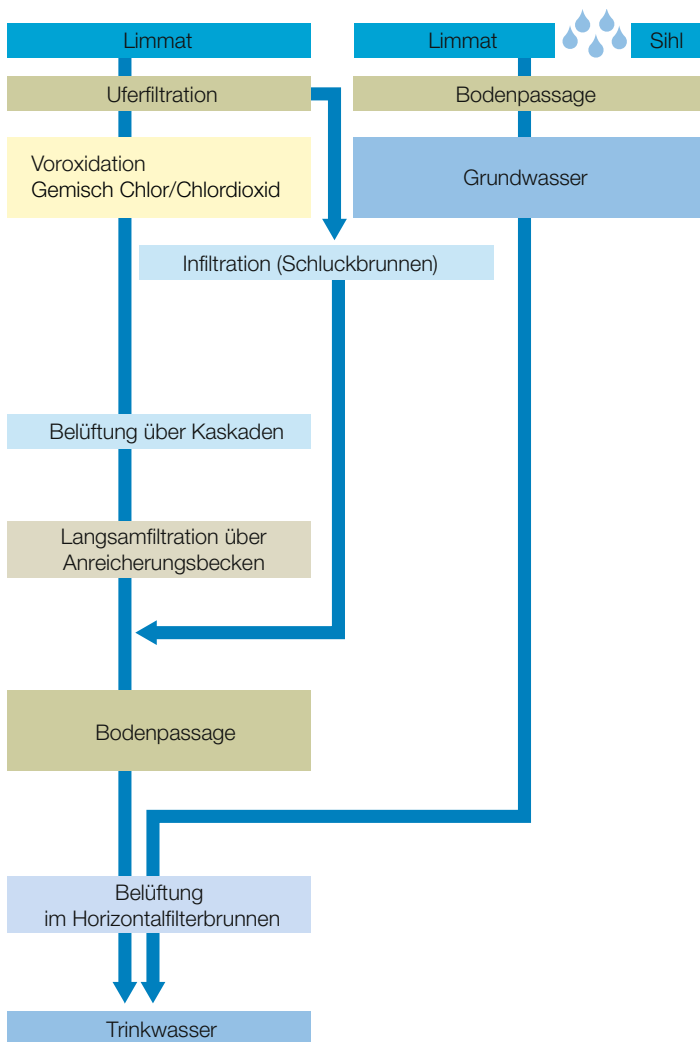 Limmat
Limmat
Sihl
Uferfiltration
Bodenpassage
Voroxidation
Gemisch Chlor/Chlordioxid
Grundwasser
Infiltration (Schluckbrunnen)
Belüftung über Kaskaden
Langsamfiltration über
Anreicherungsbecken
Bodenpassage
Belüftung
im Horizontalfilterbrunnen
Trinkwasser